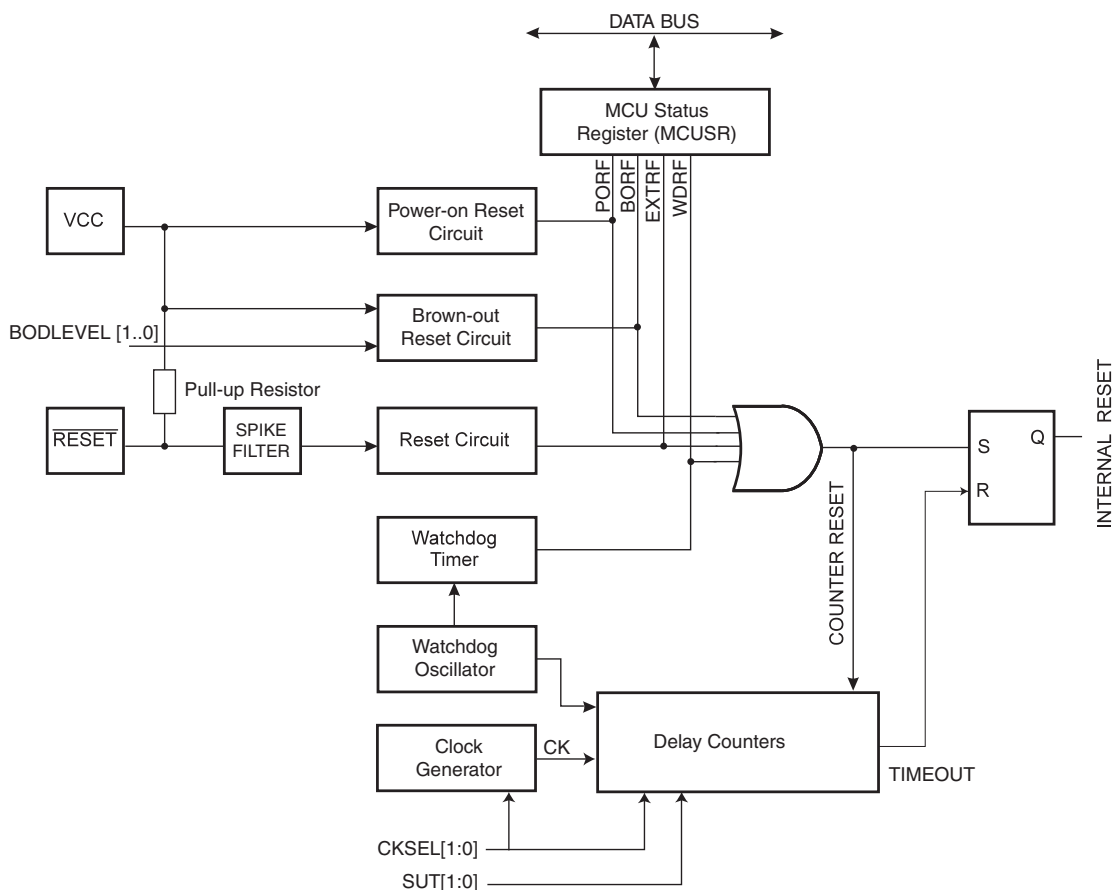 DATA BUS
MCU Status
Register (MCUSR)
PORF
BORF
EXTRF
WDRF
VCC
Power-on Reset
Circuit
BODLEVEL [1..0]
Brown-out
Reset Circuit
Pull-up Resistor
RESET
SPIKE
FILTER
Reset Circuit
S
Q
R
INTERNAL RESET
COUNTER RESET
Watchdog
Timer
Watchdog
Oscillator
Clock
Generator
CK
Delay Counters
TIMEOUT
CKSEL[1:0]
SUT[1:0]